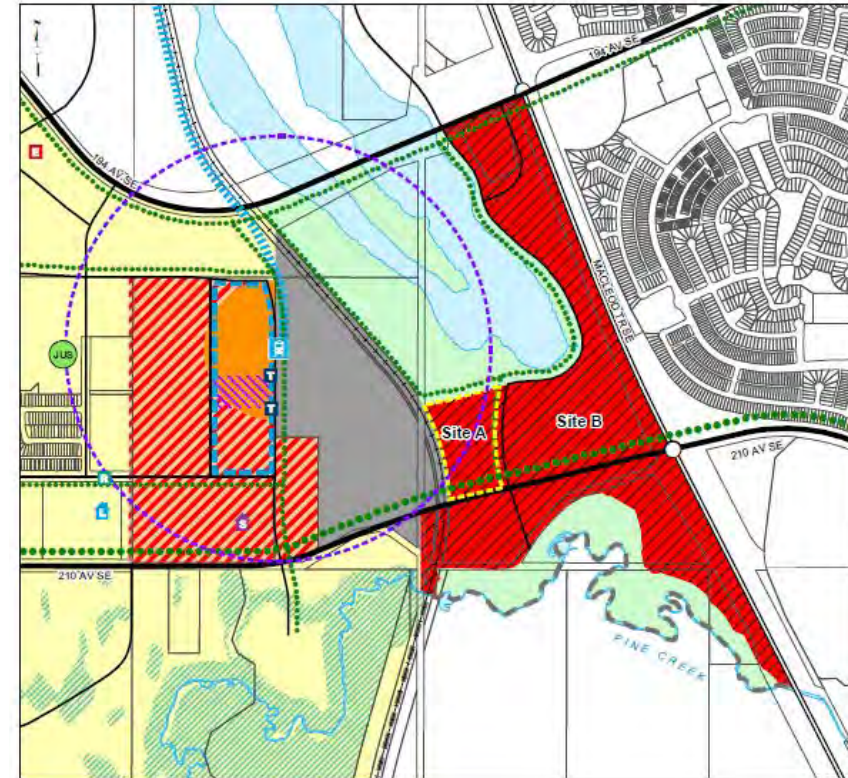 194 AV SE
R
194 AV SE
MACLEOD TR SE
JUS
T
T
Site A
Site B
210 AV SE
R
L
S
210 AV SE
PINE CREEK